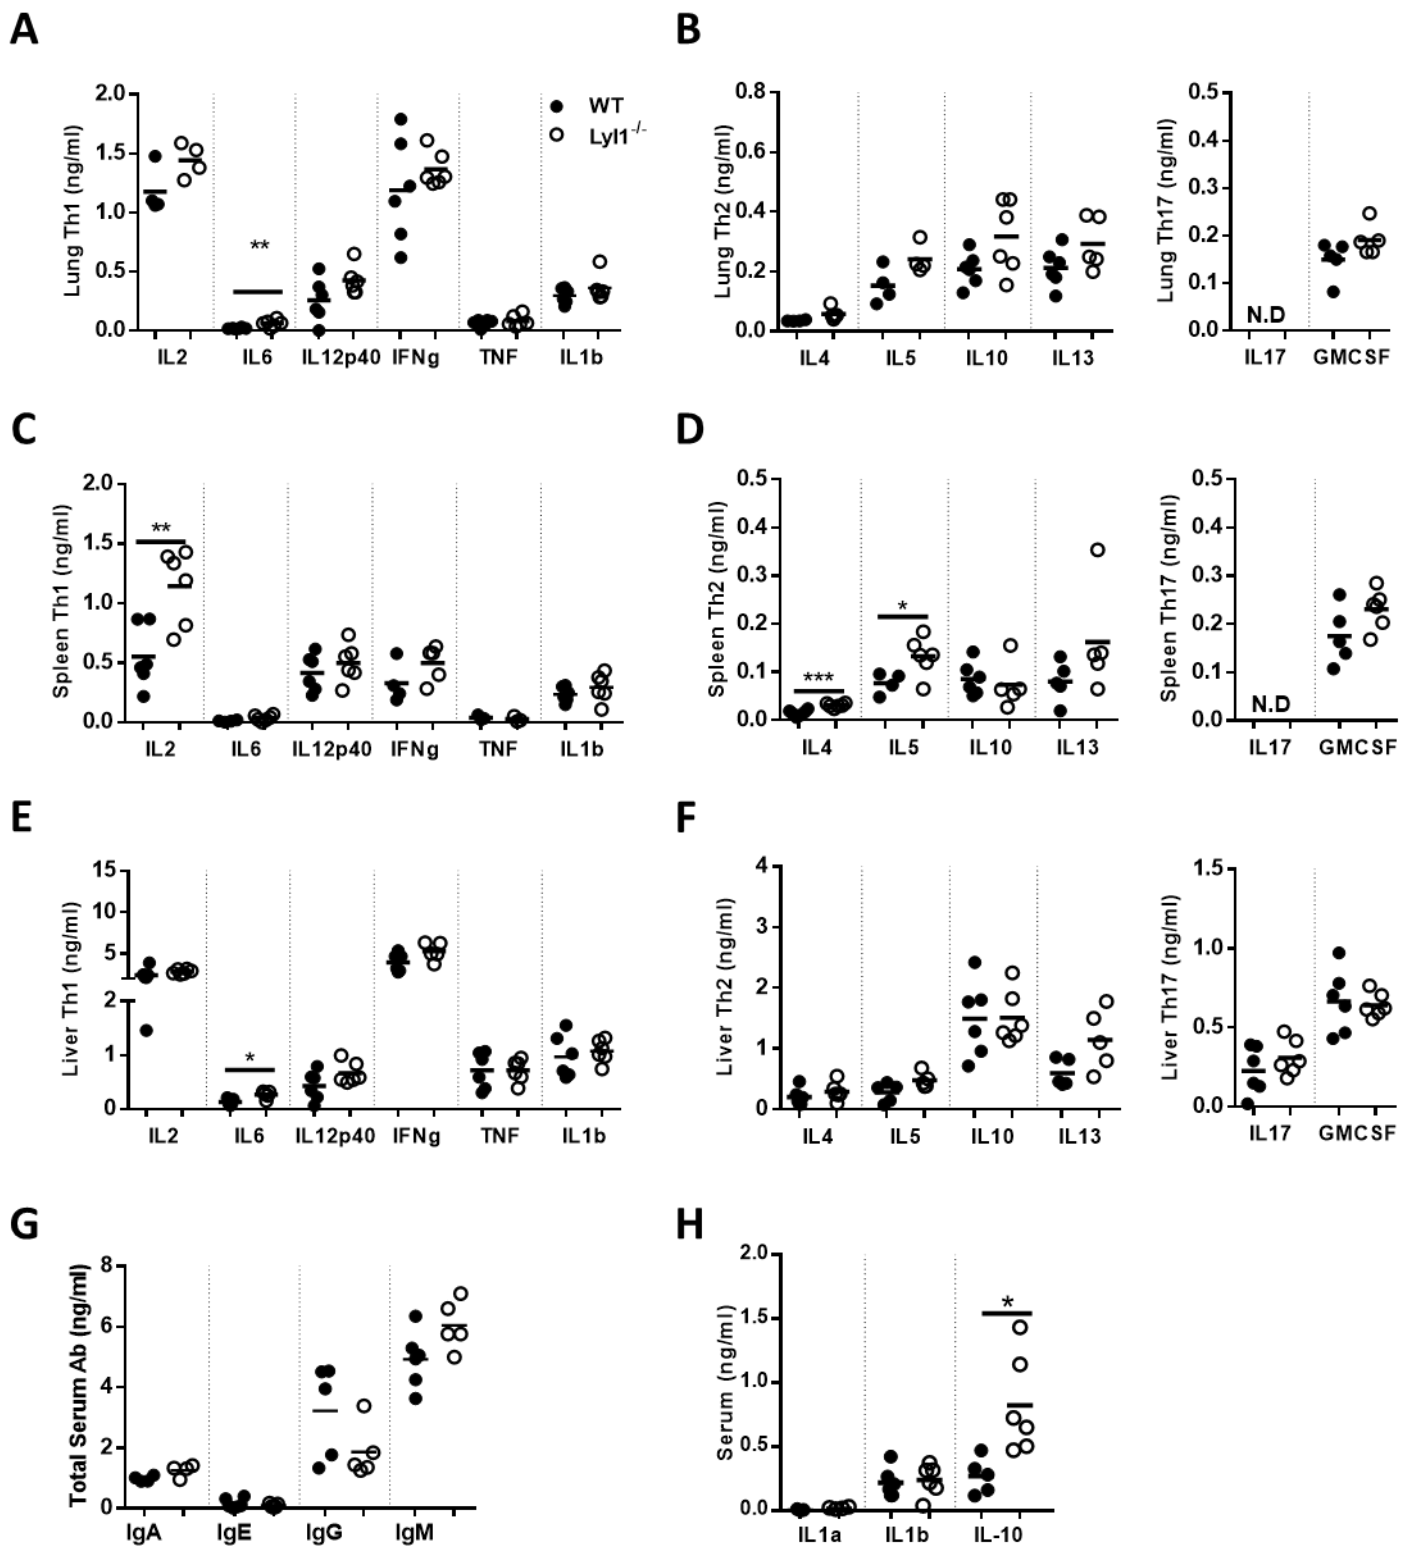 A
Lung Th1 (ng/ml)
2.0
1.5
1.0
0.5
0.0
**
WT
Lyl1-/-
IL2 IL6 IL12p40 IFNg TNF IL1b
B
Lung Th2 (ng/ml)
0.8
0.6
0.4
0.2
0.0
IL4 IL5 IL10 IL13
Lung Th17 (ng/ml)
0.5
0.4
0.3
0.2
0.1
0.0
N.D
IL17 GMCSF
C
Spleen Th1 (ng/ml)
2.0
1.5
1.0
0.5
0.0
**
IL2 IL6 IL12p40 IFNg TNF IL1b
D
Spleen Th2 (ng/ml)
0.5
0.4
0.3
0.2
0.1
0.0
***
*
IL4 IL5 IL10 IL13
Spleen Th17 (ng/ml)
0.5
0.4
0.3
0.2
0.1
0.0
N.D
IL17 GMCSF
E
Liver Th1 (ng/ml)
15
10
5
2
1
0
*
IL2 IL6 IL12p40 IFNg TNF IL1b
F
Liver Th2 (ng/ml)
4
3
2
1
0
IL4 IL5 IL10 IL13
Liver Th17 (ng/ml)
1.5
1.0
0.5
0.0
IL17 GMCSF
G
Total Serum Ab (ng/ml)
8
6
4
2
0
IgA IgE IgG IgM
H
Serum (ng/ml)
2.0
1.5
1.0
0.5
0.0
*
IL1a IL1b IL-10